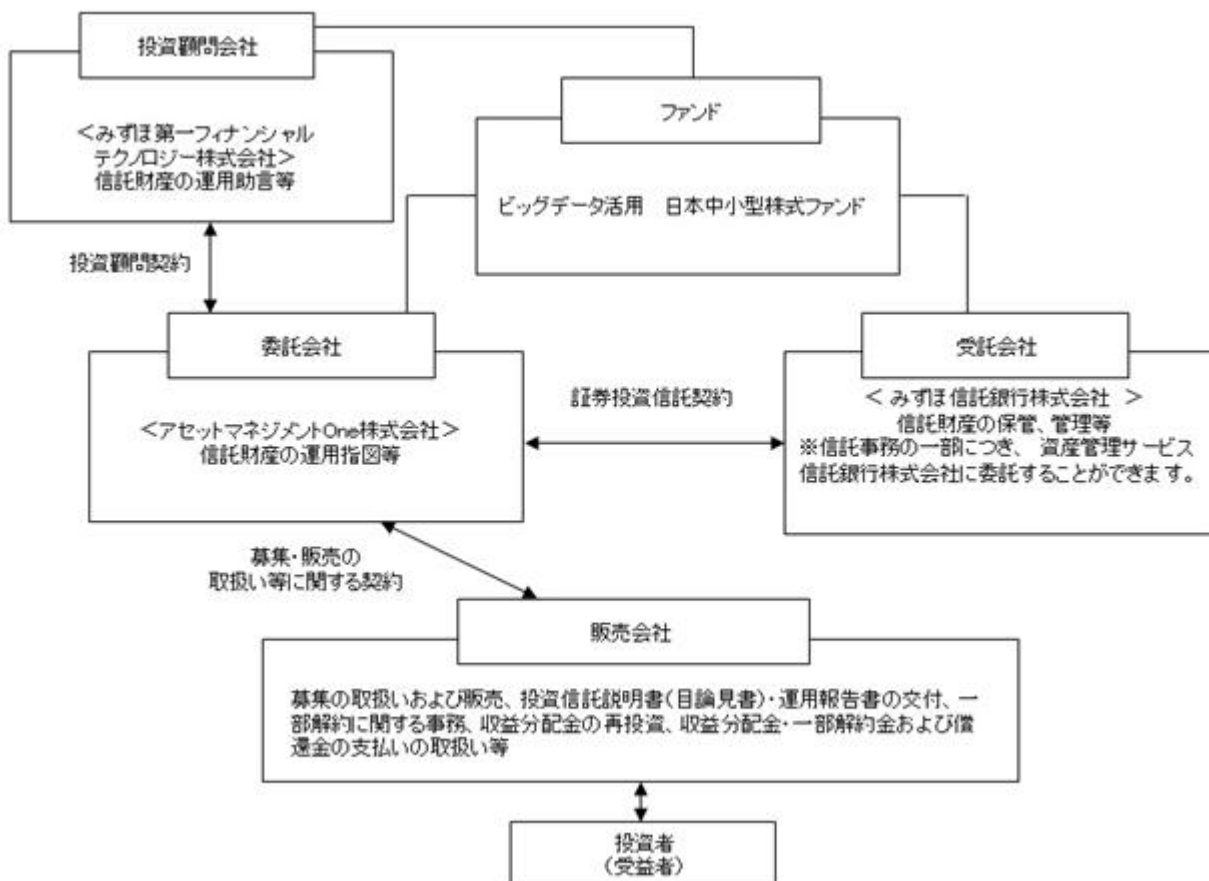 投資顧問会社
＜みずほ第一フィナンシャル
テクノロジー株式会社＞
信託財産の運用助言等
ファンド
ビッグデータ活用　日本中小型株式ファンド
投資顧問契約
委託会社
＜アセットマネジメントOne株式会社＞
信託財産の運用指図等
証券投資信託契約
受託会社
＜ みずほ信託銀行株式会社 ＞
信託財産の保管、管理等
※信託事務の一部につき、 資産管理サービス
信託銀行株式会社に委託することができます。
募集・販売の
取扱い等に関する契約
販売会社
募集の取扱いおよび販売、投資信託説明書（目論見書）・運用報告書の交付、一
部解約に関する事務、収益分配金の再投資、収益分配金・一部解約金および償
還金の支払いの取扱い等
投資者
（受益者）